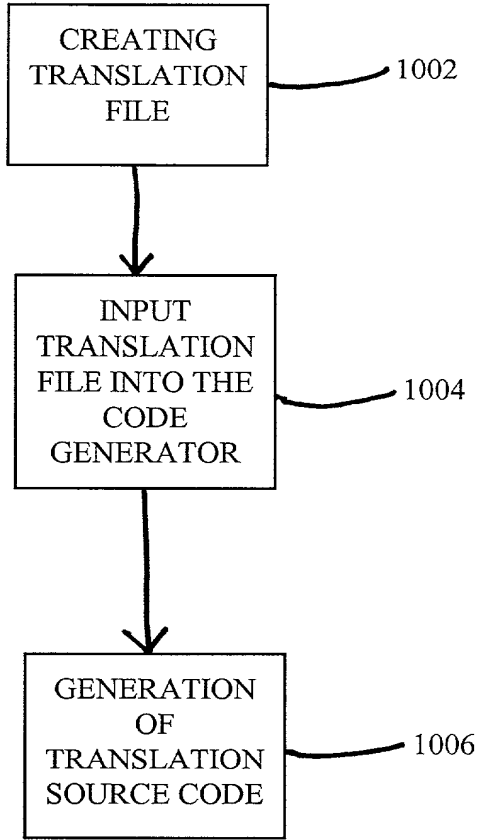 CREATING
TRANSLATION
FILE
1002
INPUT
TRANSLATION
FILE INTO THE
CODE
GENERATOR
1004
GENERATION
OF
TRANSLATION
SOURCE CODE
1006